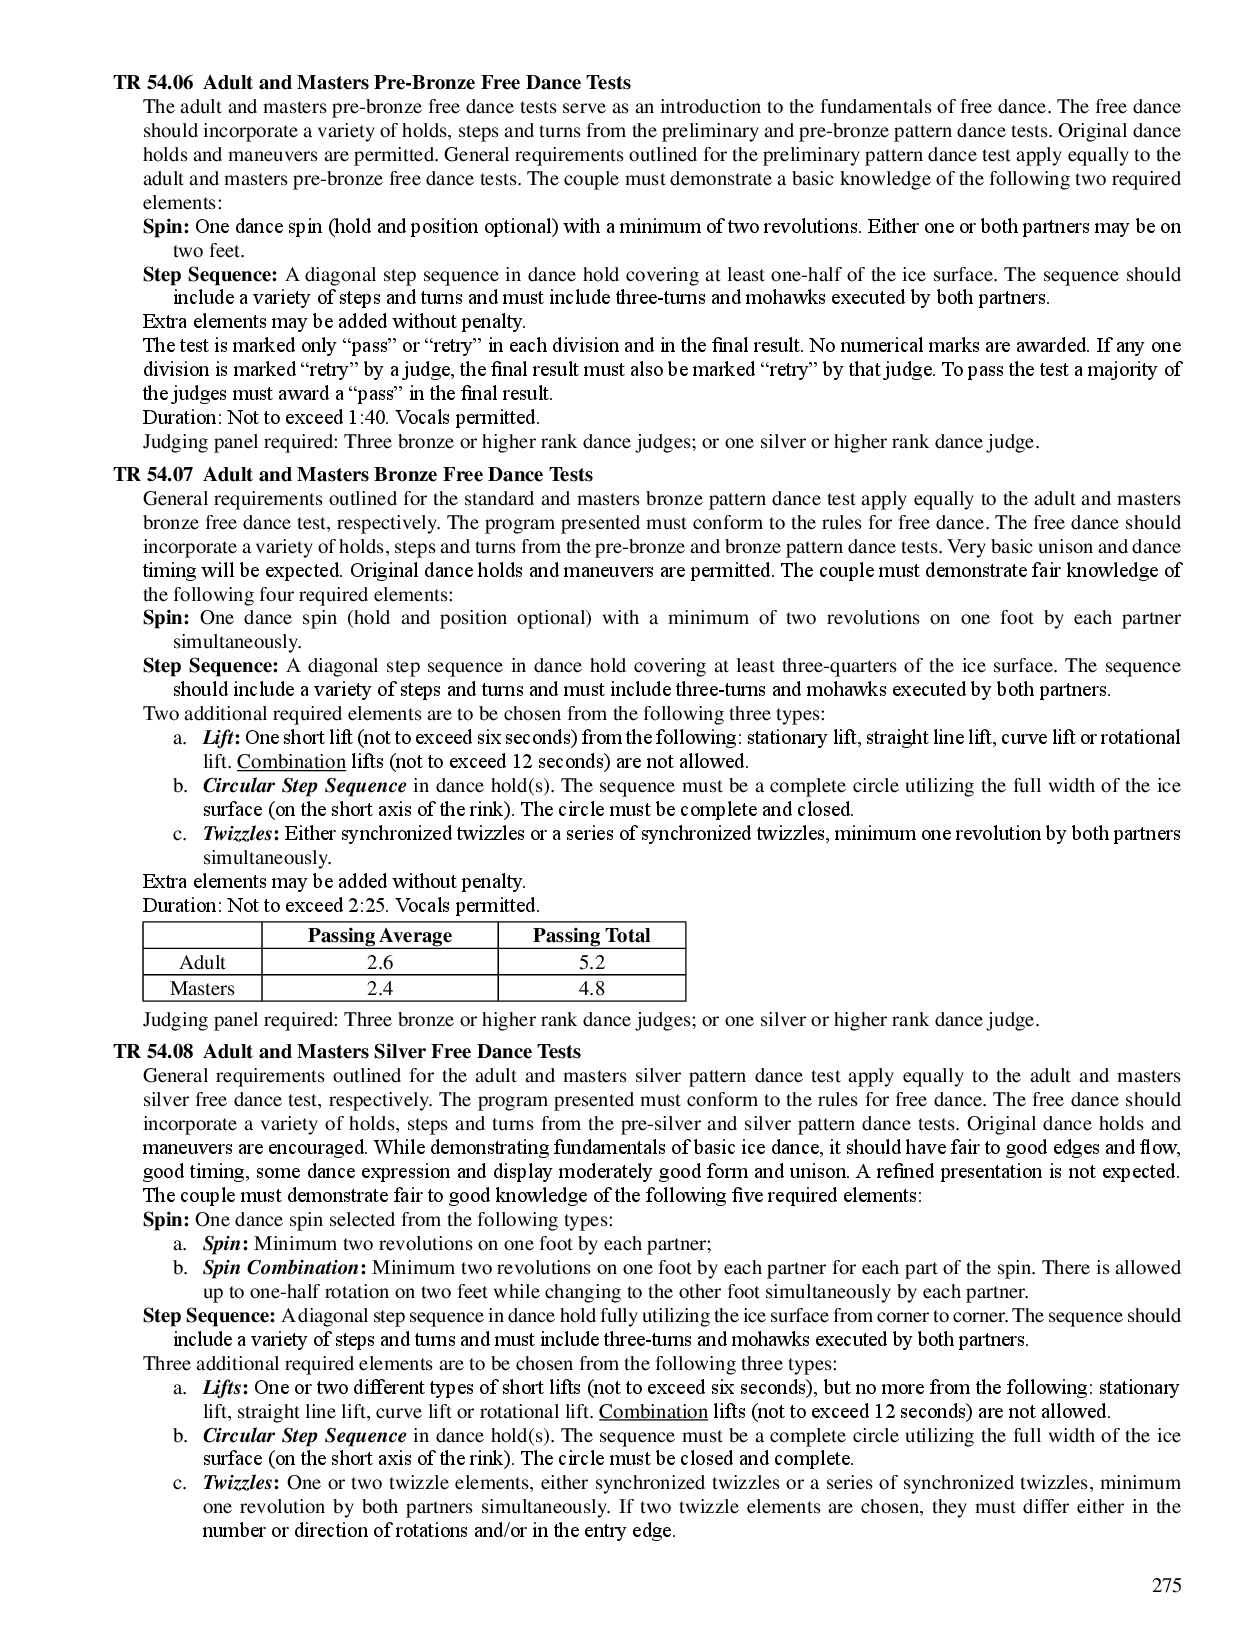 TR 54.06 Adult and Masters Pre-Bronze Free Dance Tests
The adult and masters pre-bronze free dance tests serve as an introduction to the fundamentals of free dance. The free dance
should incorporate a variety of holds, steps and turns from the preliminary and pre-bronze pattern dance tests. Original dance
holds and maneuvers are permitted. General requirements outlined for the preliminary pattern dance test apply equally to the
adult and masters pre-bronze free dance tests. The couple must demonstrate a basic knowledge of the following two required
elements:
Spin: One dance spin (hold and position optional) with a minimum of two revolutions. Either one or both partners may be on
two feet.
Step Sequence: A diagonal step sequence in dance hold covering at least one-half of the ice surface. The sequence should
include a variety of steps and turns and must include three-turns and mohawks executed by both partners.
Extra elements may be added without penalty.
The test is marked only “pass” or “retry” in each division and in the final result. No numerical marks are awarded. If any one
division is marked “retry” by a judge, the final result must also be marked “retry” by that judge. To pass the test a majority of
the judges must award a “pass” in the final result.
Duration: Not to exceed 1:40. Vocals permitted.
Judging panel required: Three bronze or higher rank dance judges; or one silver or higher rank dance judge.
TR 54.07 Adult and Masters Bronze Free Dance Tests
General requirements outlined for the standard and masters bronze pattern dance test apply equally to the adult and masters
bronze free dance test, respectively. The program presented must conform to the rules for free dance. The free dance should
incorporate a variety of holds, steps and turns from the pre-bronze and bronze pattern dance tests. Very basic unison and dance
timing will be expected. Original dance holds and maneuvers are permitted. The couple must demonstrate fair knowledge of
the following four required elements:
Spin: One dance spin (hold and position optional) with a minimum of two revolutions on one foot by each partner
simultaneously.
Step Sequence: A diagonal step sequence in dance hold covering at least three-quarters of the ice surface. The sequence
should include a variety of steps and turns and must include three-turns and mohawks executed by both partners.
Two additional required elements are to be chosen from the following three types:
a. Lift: One short lift (not to exceed six seconds) from the following: stationary lift, straight line lift, curve lift or rotational
lift. Combination lifts (not to exceed 12 seconds) are not allowed.
b. Circular Step Sequence in dance hold(s). The sequence must be a complete circle utilizing the full width of the ice
surface (on the short axis of the rink). The circle must be complete and closed.
c. Twizzles: Either synchronized twizzles or a series of synchronized twizzles, minimum one revolution by both partners
simultaneously.
Extra elements may be added without penalty.
Duration: Not to exceed 2:25. Vocals permitted.
Passing Average Passing Total
Adult 2.6 5.2
Masters 2.4 4.8
Judging panel required: Three bronze or higher rank dance judges; or one silver or higher rank dance judge.
TR 54.08 Adult and Masters Silver Free Dance Tests
General requirements outlined for the adult and masters silver pattern dance test apply equally to the adult and masters
silver free dance test, respectively. The program presented must conform to the rules for free dance. The free dance should
incorporate a variety of holds, steps and turns from the pre-silver and silver pattern dance tests. Original dance holds and
maneuvers are encouraged. While demonstrating fundamentals of basic ice dance, it should have fair to good edges and flow,
good timing, some dance expression and display moderately good form and unison. A refined presentation is not expected.
The couple must demonstrate fair to good knowledge of the following five required elements:
Spin: One dance spin selected from the following types:
a. Spin: Minimum two revolutions on one foot by each partner;
b. Spin Combination: Minimum two revolutions on one foot by each partner for each part of the spin. There is allowed
up to one-half rotation on two feet while changing to the other foot simultaneously by each partner.
Step Sequence: A diagonal step sequence in dance hold fully utilizing the ice surface from corner to corner. The sequence should
include a variety of steps and turns and must include three-turns and mohawks executed by both partners.
Three additional required elements are to be chosen from the following three types:
a. Lifts: One or two different types of short lifts (not to exceed six seconds), but no more from the following: stationary
lift, straight line lift, curve lift or rotational lift. Combination lifts (not to exceed 12 seconds) are not allowed.
b. Circular Step Sequence in dance hold(s). The sequence must be a complete circle utilizing the full width of the ice
surface (on the short axis of the rink). The circle must be closed and complete.
c. Twizzles: One or two twizzle elements, either synchronized twizzles or a series of synchronized twizzles, minimum
one revolution by both partners simultaneously. If two twizzle elements are chosen, they must differ either in the
number or direction of rotations and/or in the entry edge.
275